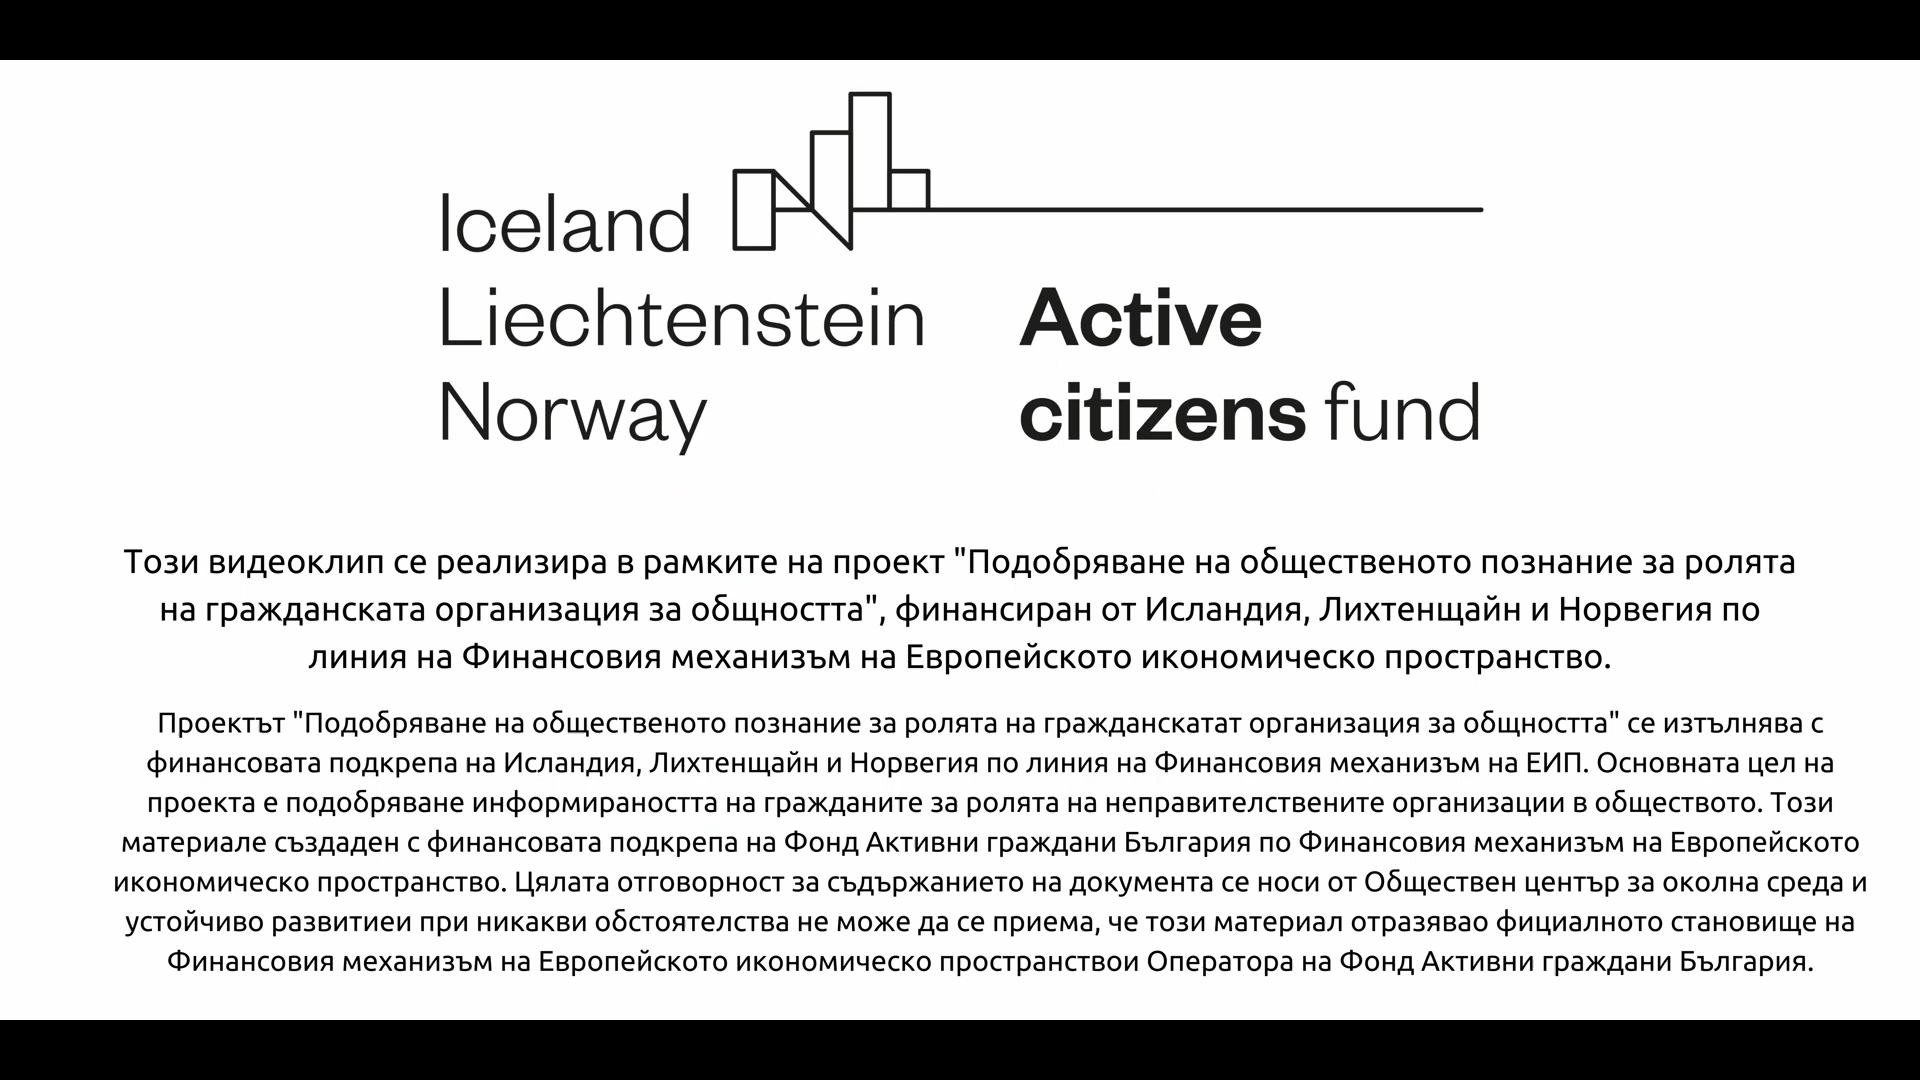 Iceland
Liechtenstein
Norway
Active
citizens fund
Този видеоклип се реализира в рамките на проект "Подобряване на общественото познание за ролята
на гражданската организация за общността", финансиран от Исландия, Лихтенщайн и Норвегия по
линия на Финансовия механизъм на Европейското икономическо пространство.
Проектът "Подобряване на общественото познание за ролята на гражданскатат организация за общността" се изтълнява с
финансовата подкрепа на Исландия, Лихтенщайн и Норвегия по линия на Финансовия механизъм на ЕИП. Основната цел на
проекта е подобряване информираността на гражданите за ролята на неправителствените организации в обществото. Този
материале създаден с финансовата подкрепа на Фонд Активни граждани България по Финансовия механизъм на Европейското
икономическо пространство. Цялата отговорност за съдържанието на документа се носи от Обществен център за околна среда и
устойчиво развитиеи при никакви обстоятелства не може да се приема, че този материал отразявао фициалното становище на
Финансовия механизъм на Европейското икономическо пространствои Оператора на Фонд Активни граждани България.